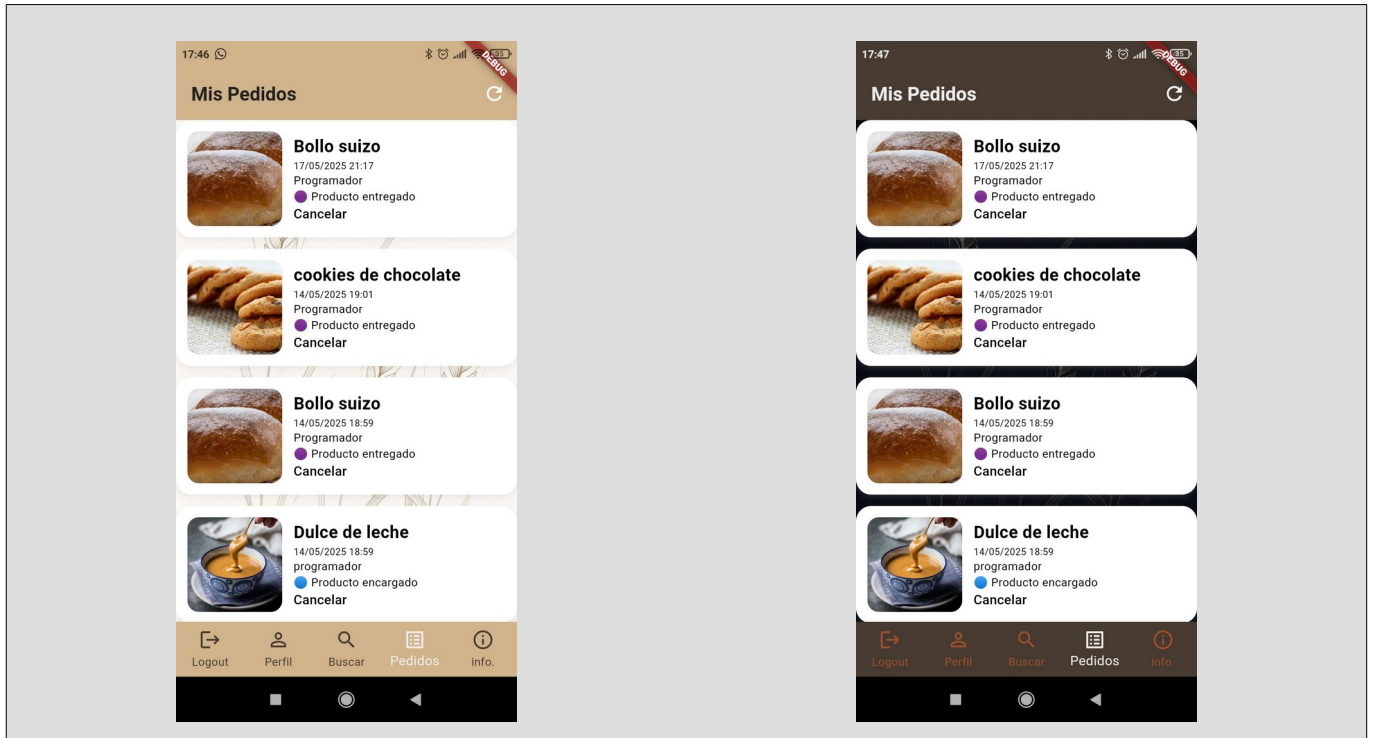 17:46
35
DEBUG
Mis Pedidos
Bollo suizo
17/05/2025 21:17
Programador
Producto entregado
Cancelar
cookies de chocolate
14/05/2025 19:01
Programador
Producto entregado
Cancelar
Bollo suizo
14/05/2025 18:59
Programador
Producto entregado
Cancelar
Dulce de leche
14/05/2025 18:59
programador
Producto encargado
Cancelar
Logout Perfil Buscar Pedidos info.
17:47
35
DEBUG
Mis Pedidos
Bollo suizo
17/05/2025 21:17
Programador
Producto entregado
Cancelar
cookies de chocolate
14/05/2025 19:01
Programador
Producto entregado
Cancelar
Bollo suizo
14/05/2025 18:59
Programador
Producto entregado
Cancelar
Dulce de leche
14/05/2025 18:59
programador
Producto encargado
Cancelar
Logout Perfil Buscar Pedidos info.